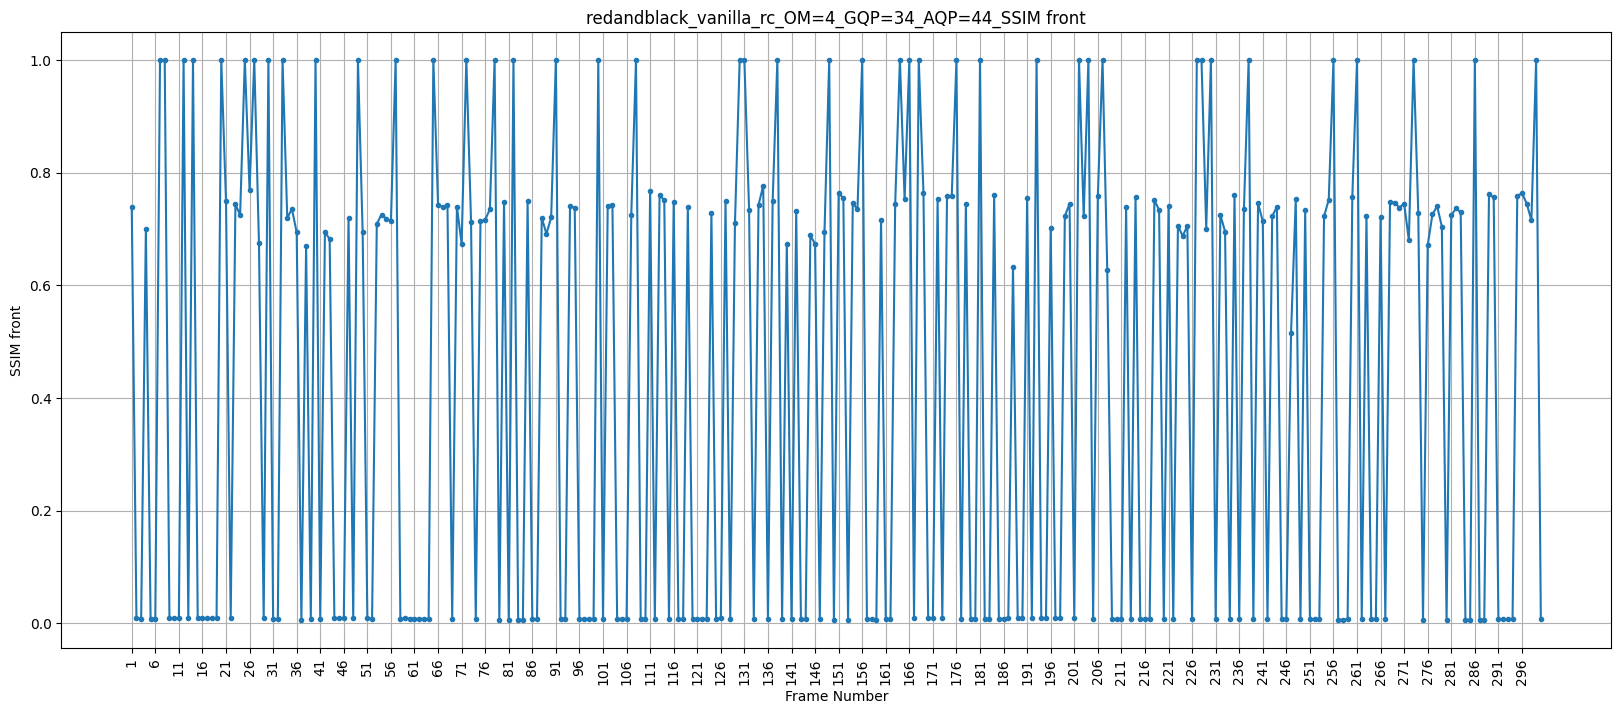 redandblack_vanilla_rc_OM=4_GQP=34_AQP=44_SSIM front
SSIM front
1.0
0.8
0.6
0.4
0.2
0.0
1 6 11 16 21 26 31 36 41 46 51 56 61 66 71 76 81 86 91 96 101 106 111 116 121 126 131 136 141 146 151 156 161 166 171 176 181 186 191 196 201 206 211 216 221 226 231 236 241 246 251 256 261 266 271 276 281 286 291 296
Frame Number